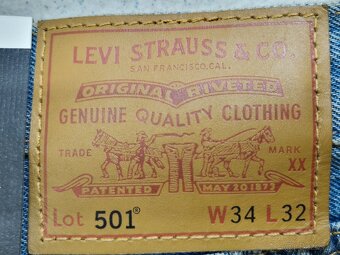 LEVI STRAUSS & CO.
SAN FRANCISCO, CAL.
ORIGINAL RIVETED
GENUINE QUALITY CLOTHING
TRADE MARK
XX
PATENTED MAY 20 1873
Lot 501® W34 L32